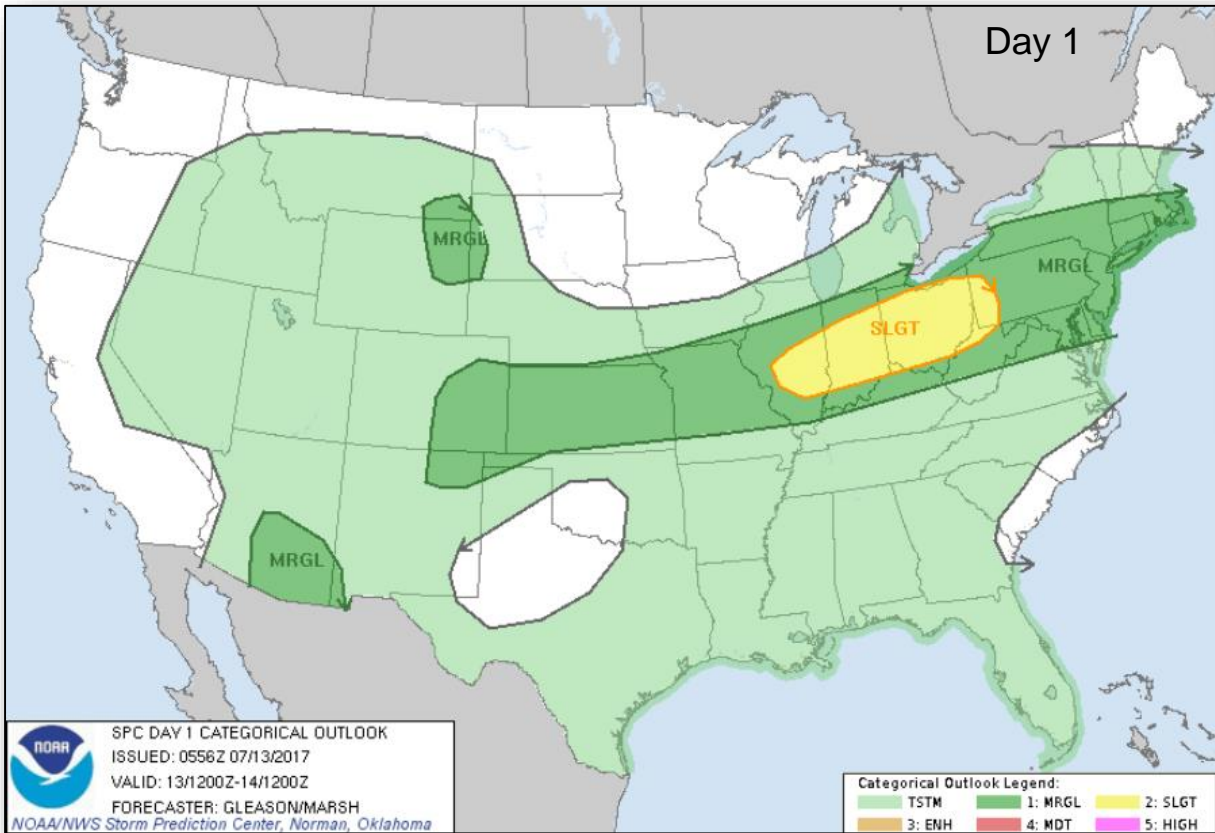 Day 1
MRGL
MRGL
SLGT
MRGL
NOAA
SPC DAY 1 CATEGORICAL OUTLOOK
ISSUED: 0556Z 07/13/2017
VALID: 13/1200Z-14/1200Z
FORECASTER: GLEASON/MARSH
NOAA/NWS Storm Prediction Center, Norman, Oklahoma
Categorical Outlook Legend:
TSTM 1: MRGL 2: SLGT
3: ENH 4: MDT 5: HIGH